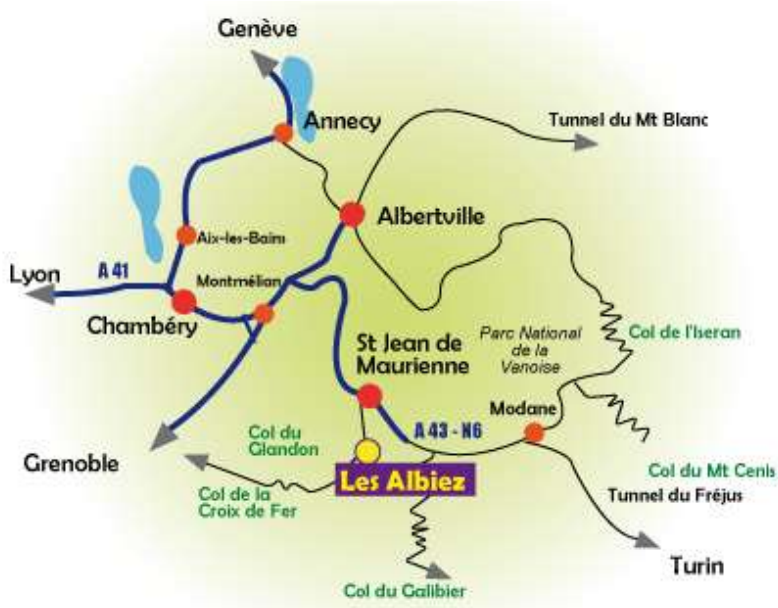 Genève
Annecy
Tunnel du Mt Blanc
Albertville
Aix-les-Bains
Lyon
A 41
Montmélian
Chambéry
St Jean de
Maurienne
Parc National
de la
Vanoise
Col de l'Iseran
Modane
A 43 - N6
Col du
Glandon
Grenoble
Les Albiez
Col du Mt Cenis
Col de la
Croix de Fer
Tunnel du Fréjus
Turin
Col du Galibier